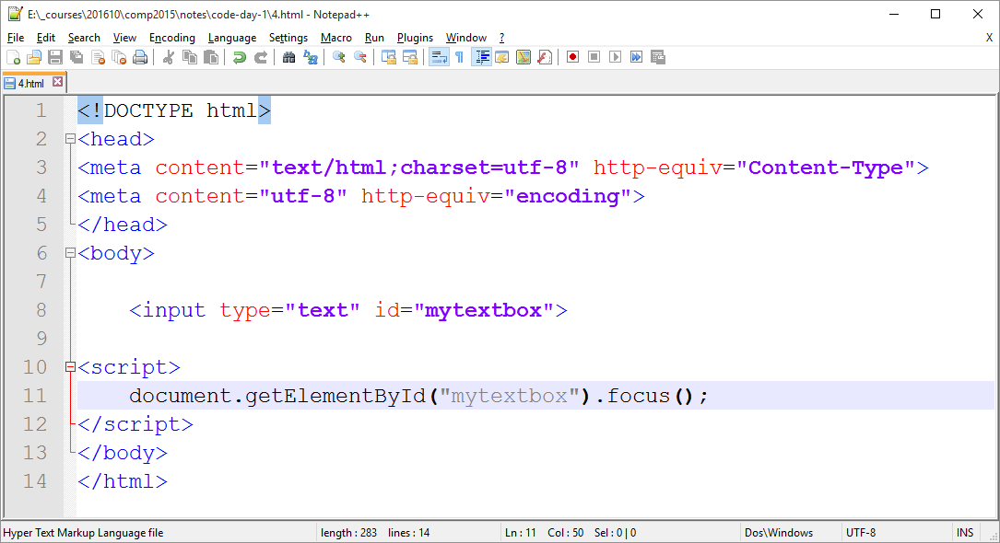 E:\_courses\201610\comp2015\notes\code-day-1\4.html - Notepad++
File Edit Search View Encoding Language Settings Macro Run Plugins Window ? X
4.html
1 <!DOCTYPE html>
2 <head>
3 <meta content="text/html;charset=utf-8" http-equiv="Content-Type">
4 <meta content="utf-8" http-equiv="encoding">
5 </head>
6 <body>
7
8 <input type="text" id="mytextbox">
9
10 <script>
11 document.getElementById("mytextbox").focus();
12 </script>
13 </body>
14 </html>
Hyper Text Markup Language file length : 283 lines : 14 Ln : 11 Col : 50 Sel : 0 | 0 Dos\Windows UTF-8 INS